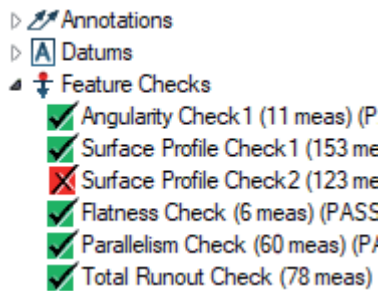 Annotations
A Datums
Feature Checks
Angularity Check1 (11 meas) (P
Surface Profile Check1 (153 me
Surface Profile Check2 (123 me
Flatness Check (6 meas) (PASS
Parallelism Check (60 meas) (PA
Total Runout Check (78 meas)